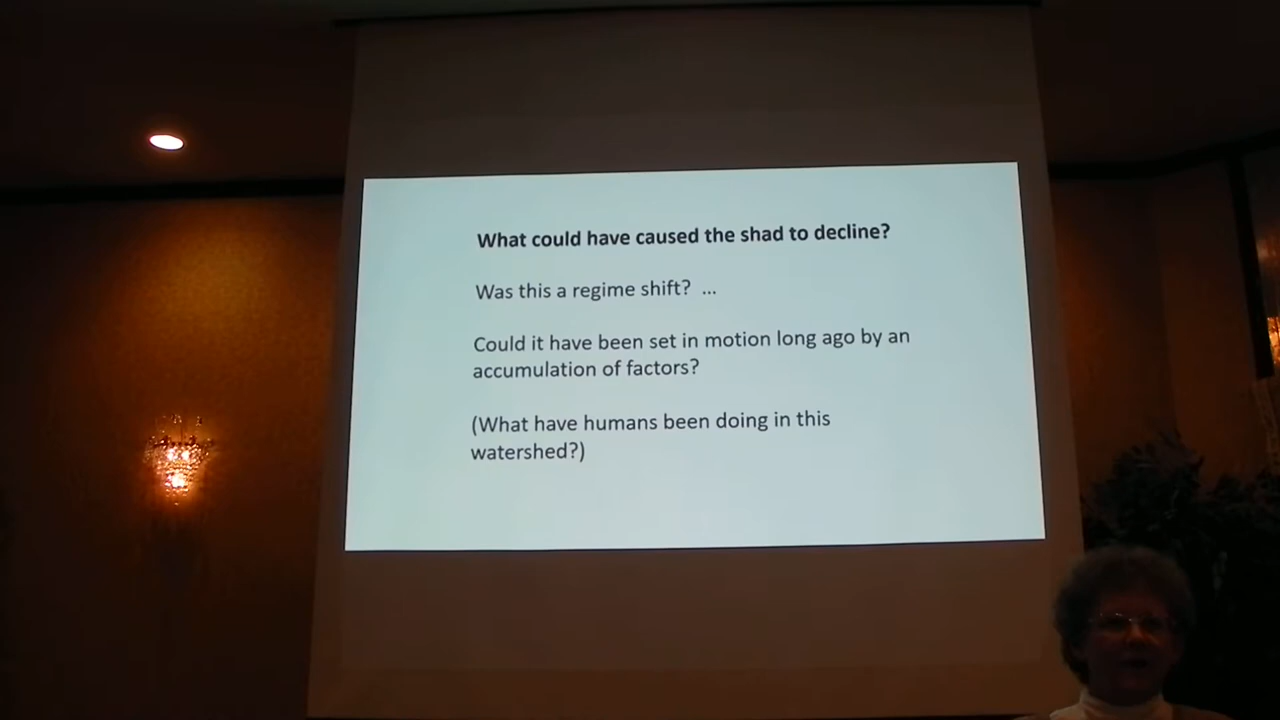 What could have caused the shad to decline?
Was this a regime shift?  ...
Could it have been set in motion long ago by an
accumulation of factors?
(What have humans been doing in this
watershed?)